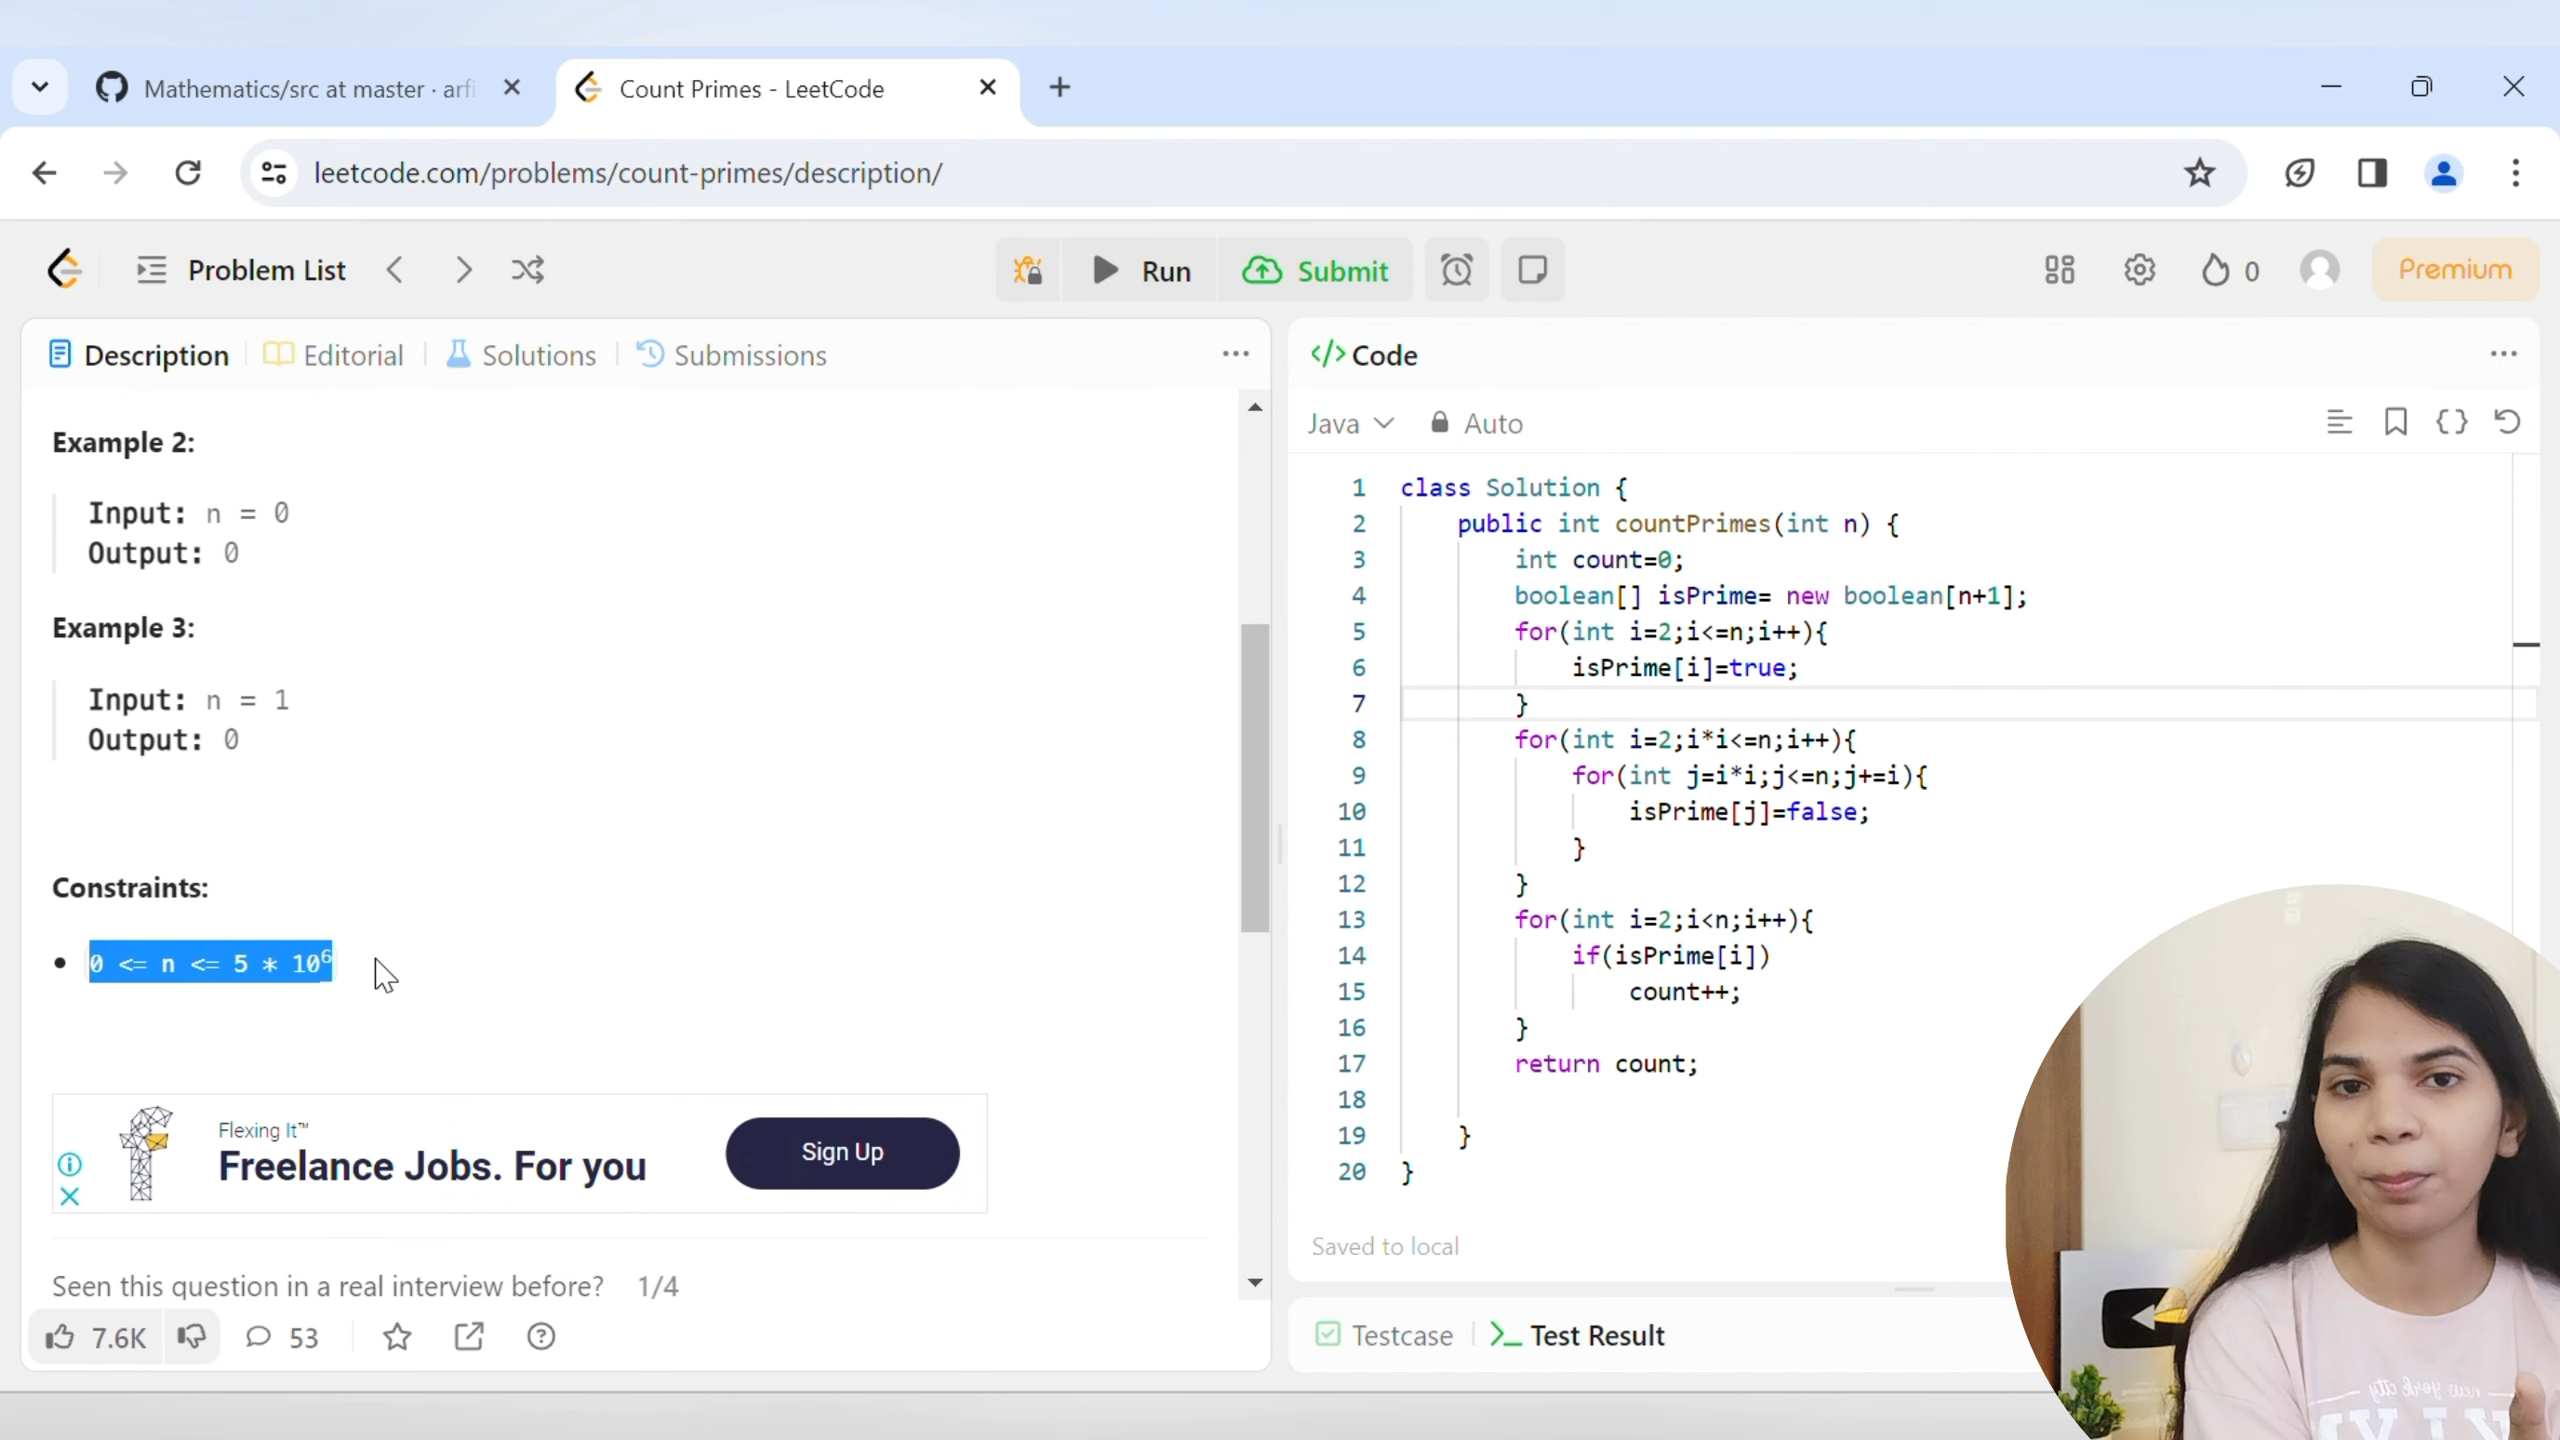 Mathematics/src at master · arfi
Count Primes - LeetCode
leetcode.com/problems/count-primes/description/
Problem List
Run
Submit
0
Premium
Description
Editorial
Solutions
Submissions
Example 2:
Input: n = 0
Output: 0
Example 3:
Input: n = 1
Output: 0
Constraints:
• 0 <= n <= 5 * 10⁶
Flexing It™
Freelance Jobs. For you
Sign Up
Seen this question in a real interview before? 1/4
7.6K
53
</> Code
Java
Auto
1 class Solution {
2 public int countPrimes(int n) {
3 int count=0;
4 boolean[] isPrime= new boolean[n+1];
5 for(int i=2;i<=n;i++){
6 isPrime[i]=true;
7 }
8 for(int i=2;i*i<=n;i++){
9 for(int j=i*i;j<=n;j+=i){
10 isPrime[j]=false;
11 }
12 }
13 for(int i=2;i<n;i++){
14 if(isPrime[i])
15 count++;
16 }
17 return count;
18
19 }
20 }
Saved to local
Testcase
Test Result